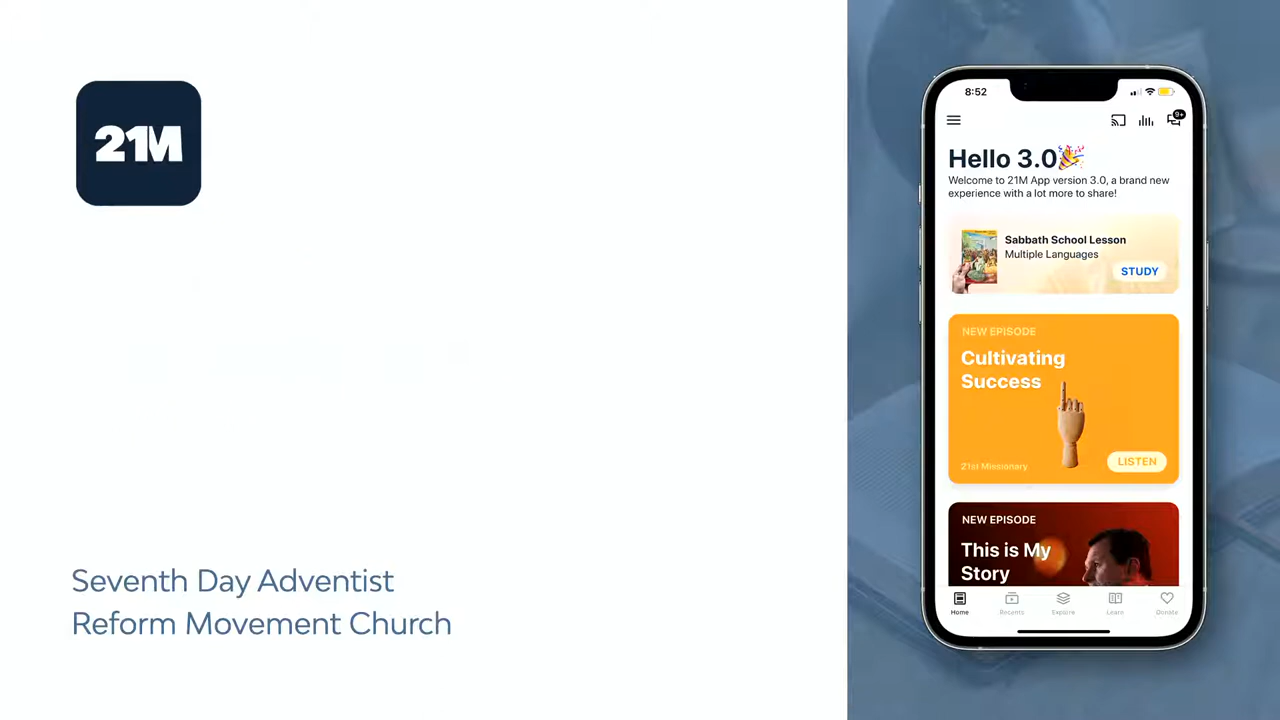 21M
Seventh Day Adventist
Reform Movement Church
8:52
9+
Hello 3.0🎉
Welcome to 21M App version 3.0, a brand new
experience with a lot more to share!
Sabbath School Lesson
Multiple Languages
STUDY
NEW EPISODE
Cultivating
Success
21st Missionary
LISTEN
NEW EPISODE
This is My
Story
Home
Recents
Explore
Learn
Donate